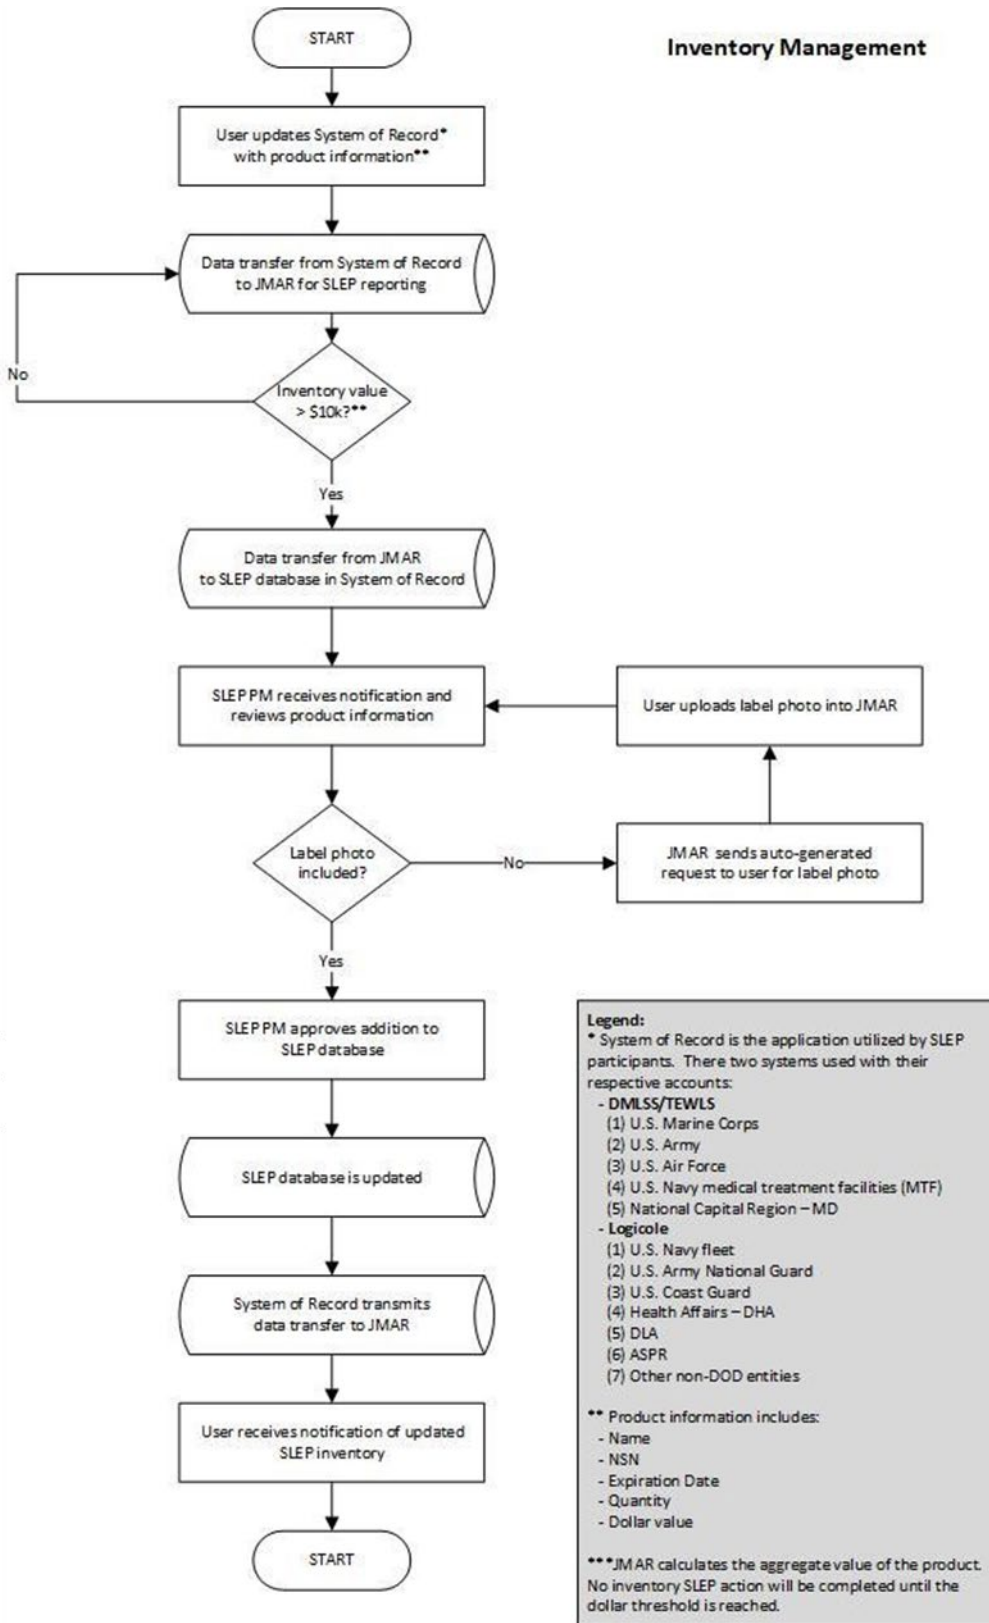 START
Inventory Management
User updates System of Record*
with product information**
Data transfer from System of Record
to JMAR for SLEP reporting
No
Inventory value
> $10k?**
Yes
Data transfer from JMAR
to SLEP database in System of Record
SLEP PM receives notification and
reviews product information
User uploads label photo into JMAR
Label photo
included?
No
JMAR sends auto-generated
request to user for label photo
Yes
SLEP PM approves addition to
SLEP database
SLEP database is updated
System of Record transmits
data transfer to JMAR
User receives notification of updated
SLEP inventory
START
Legend:
* System of Record is the application utilized by SLEP
participants. There two systems used with their
respective accounts:
- DMLSS/TEWLS
(1) U.S. Marine Corps
(2) U.S. Army
(3) U.S. Air Force
(4) U.S. Navy medical treatment facilities (MTF)
(5) National Capital Region – MD
- Logicole
(1) U.S. Navy fleet
(2) U.S. Army National Guard
(3) U.S. Coast Guard
(4) Health Affairs – DHA
(5) DLA
(6) ASPR
(7) Other non-DOD entities
** Product information includes:
- Name
- NSN
- Expiration Date
- Quantity
- Dollar value
***JMAR calculates the aggregate value of the product.
No inventory SLEP action will be completed until the
dollar threshold is reached.